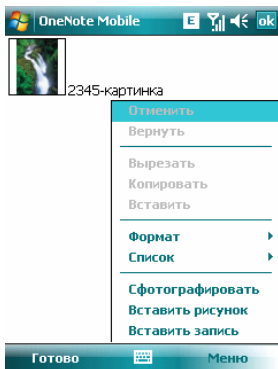 OneNote Mobile E ok
2345-картинка
Отменить
Вернуть
Вырезать
Копировать
Вставить
Формат
Список
Сфотографировать
Вставить рисунок
Вставить запись
Готово Меню